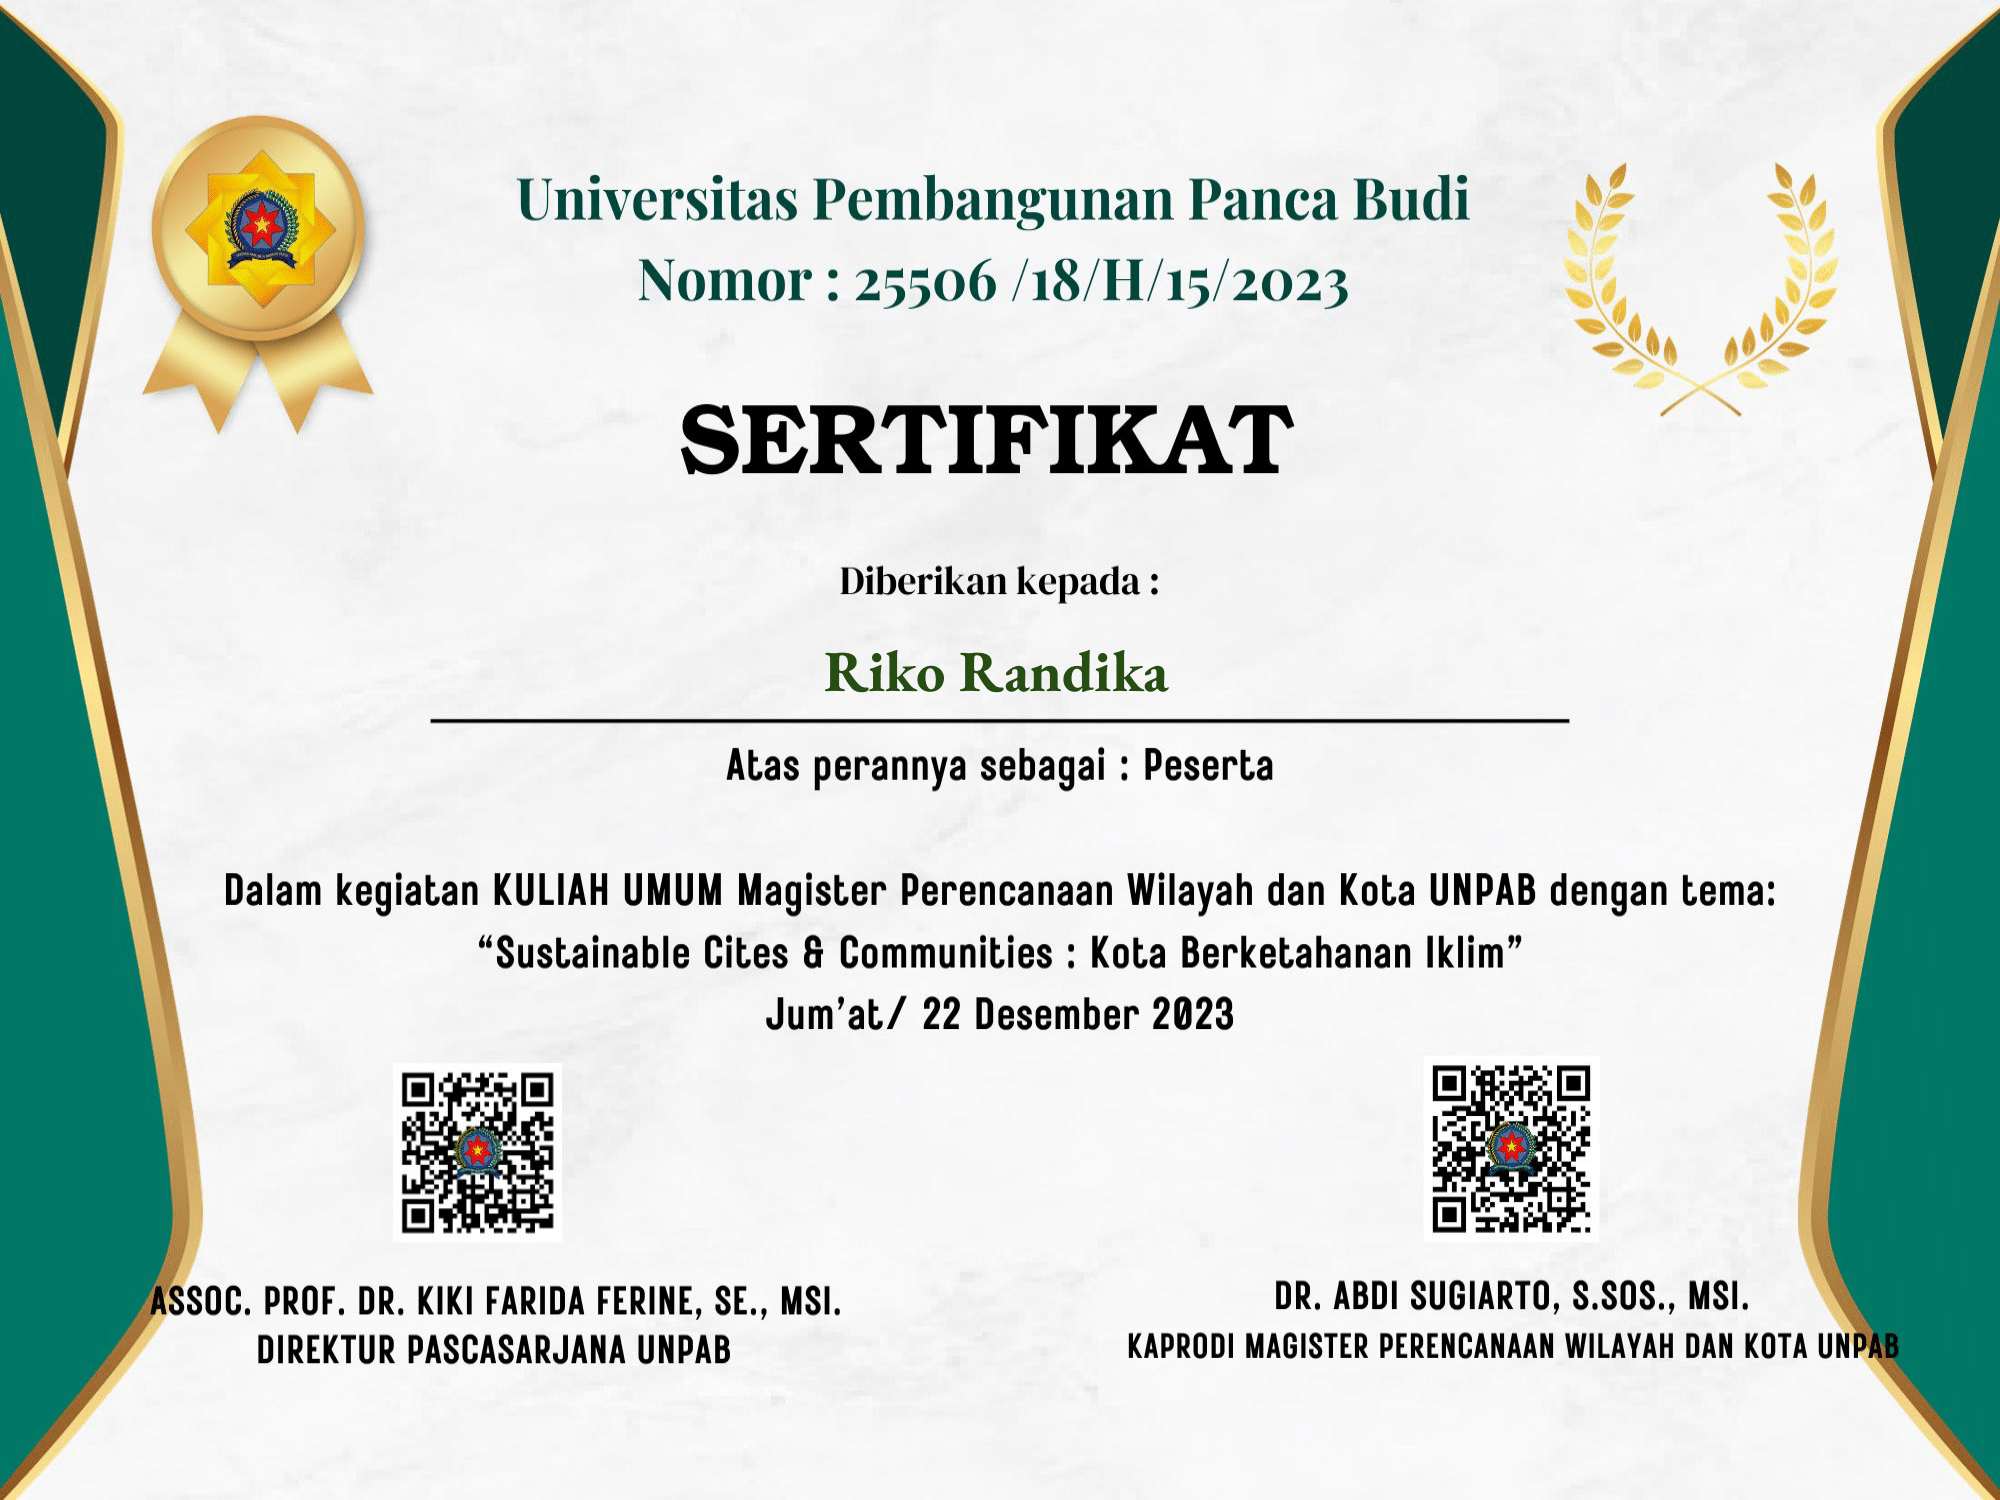 Universitas Pembangunan Panca Budi
Nomor : 25506 /18/H/15/2023
SERTIFIKAT
Diberikan kepada :
Riko Randika
Atas perannya sebagai : Peserta
Dalam kegiatan KULIAH UMUM Magister Perencanaan Wilayah dan Kota UNPAB dengan tema:
“Sustainable Cites & Communities : Kota Berketahanan Iklim”
Jum’at/ 22 Desember 2023
ASSOC. PROF. DR. KIKI FARIDA FERINE, SE., MSI.
DIREKTUR PASCASARJANA UNPAB
DR. ABDI SUGIARTO, S.SOS., MSI.
KAPRODI MAGISTER PERENCANAAN WILAYAH DAN KOTA UNPAB